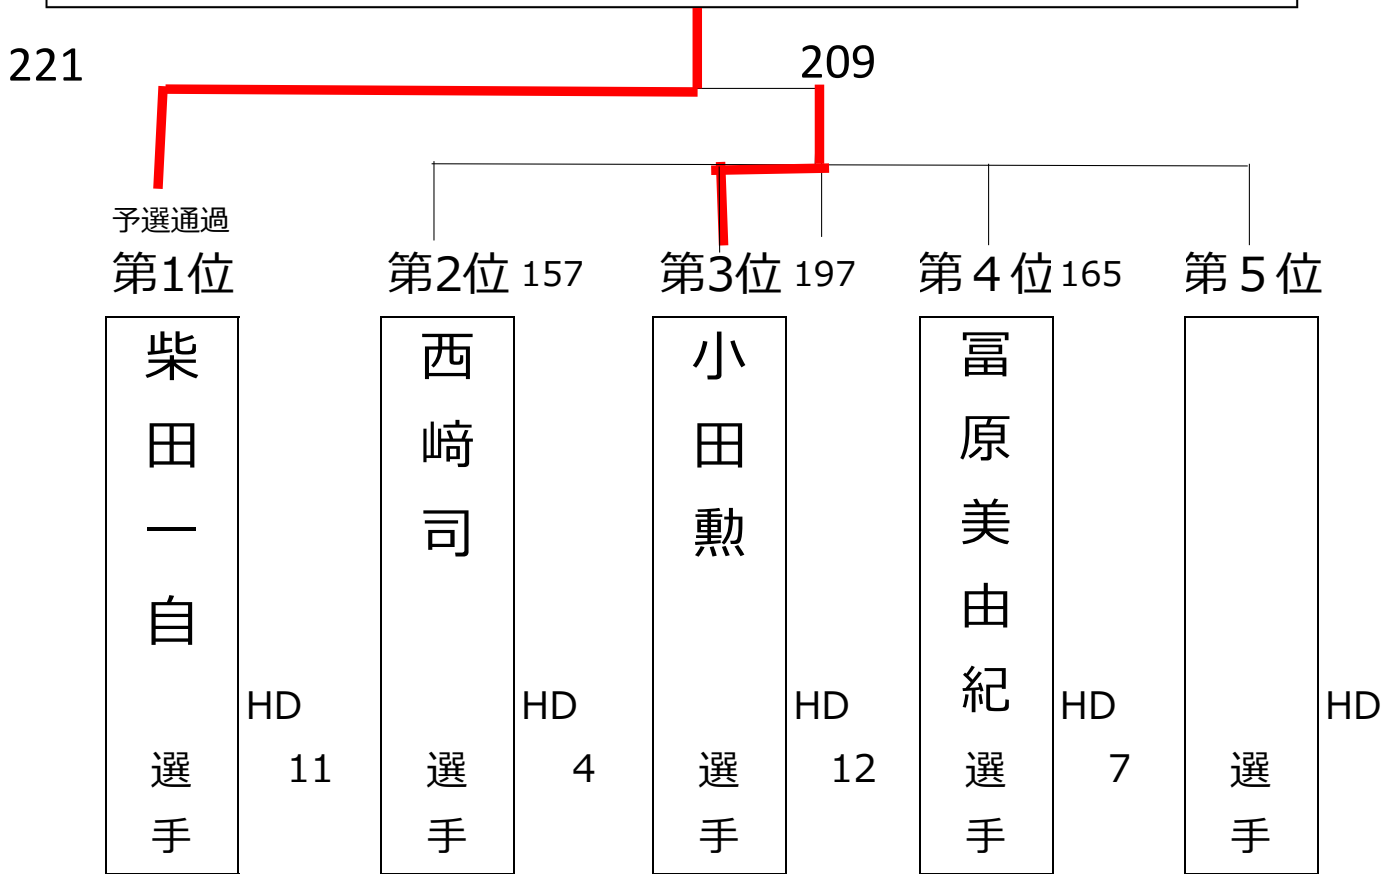 221
209
予選通過
第1位
第2位 157
第3位 197
第４位 165
第５位
柴田一自 選手
HD
11
西﨑司 選手
HD
4
小田勲 選手
HD
12
冨原美由紀 選手
HD
7
選手
HD